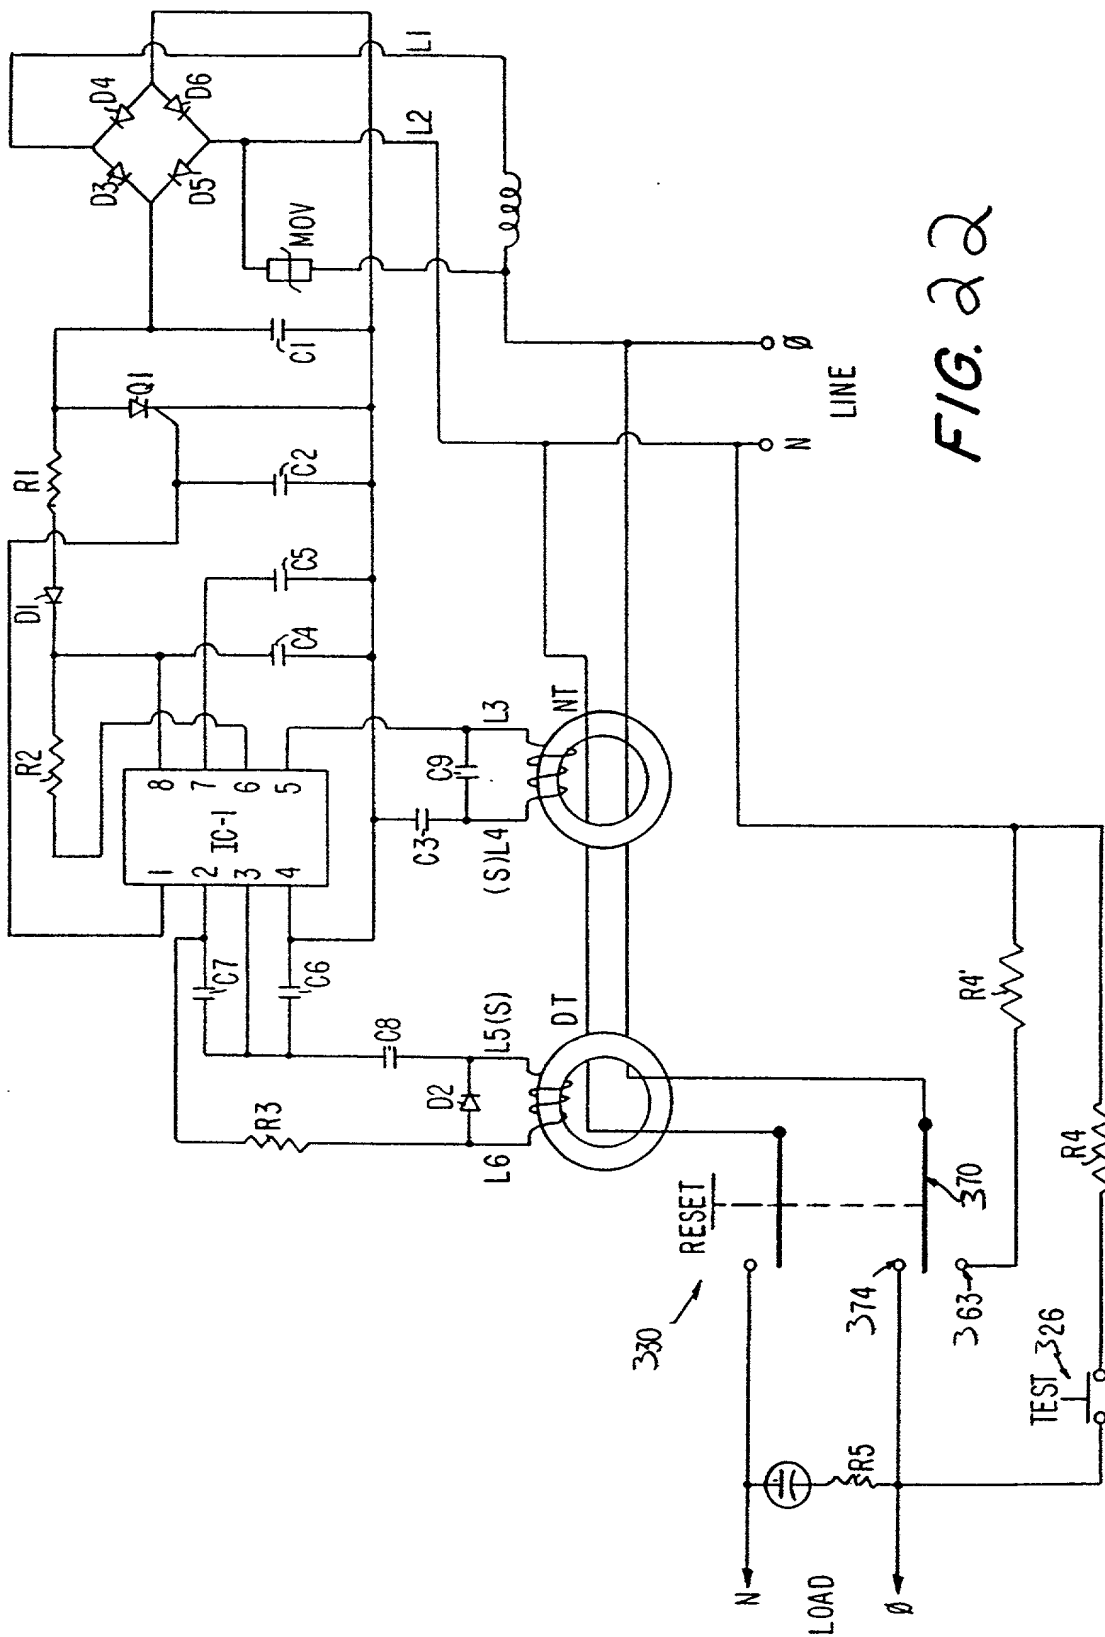 L1
L2
D4
D6
D3
D5
MOV
C1
Q1
R1
C2
C5
D1
C4
R2
8
7
6
5
IC-1
1
2
3
4
L3
C9
C3
(S)L4
NT
C7
C6
C8
L5(S)
DT
D2
R3
L6
Ø
N
LINE
RESET
330
370
374
363
R4'
R4
TEST
326
R5
N
LOAD
Ø
FIG. 22